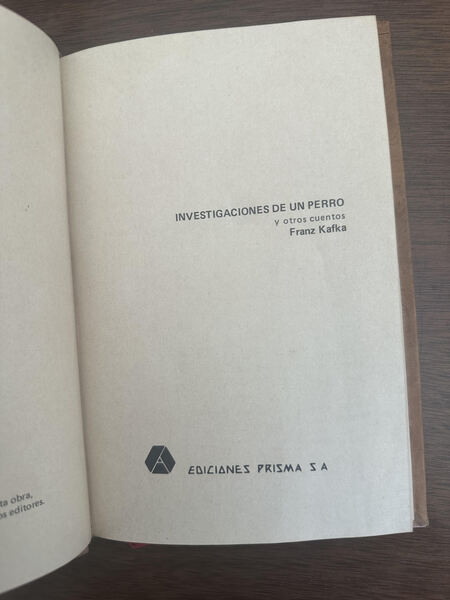 INVESTIGACIONES DE UN PERRO
y otros cuentos
Franz Kafka
EDICIONES PRISMA S A
ta obra,
os editores.